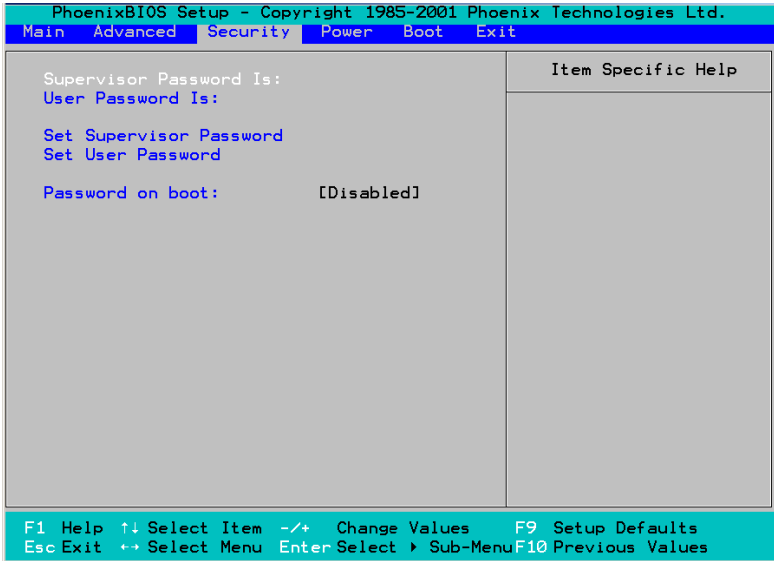 PhoenixBIOS Setup - Copyright 1985-2001 Phoenix Technologies Ltd.
Main Advanced Security Power Boot Exit
Item Specific Help
Supervisor Password Is:
User Password Is:
Set Supervisor Password
Set User Password
Password on boot: [Disabled]
F1 Help ↑↓ Select Item -/+ Change Values F9 Setup Defaults
Esc Exit ↔ Select Menu Enter Select ▸ Sub-Menu F10 Previous Values